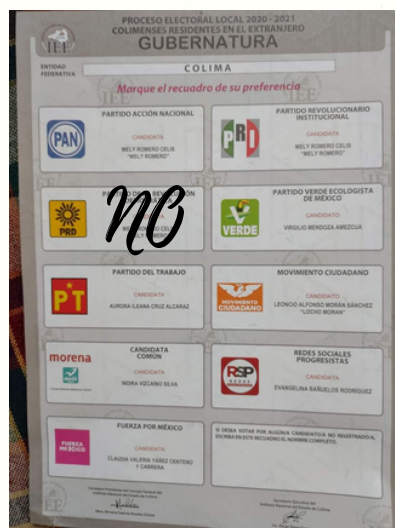 PROCESO ELECTORAL LOCAL 2020 - 2021
COLIMENSES RESIDENTES EN EL EXTRANJERO
GUBERNATURA
IEE
ENTIDAD FEDERATIVA
COLIMA
Marque el recuadro de su preferencia
PAN
PARTIDO ACCIÓN NACIONAL
CANDIDATA
MELY ROMERO CELIS
"MELY ROMERO"
PRI
PARTIDO REVOLUCIONARIO
INSTITUCIONAL
CANDIDATA
MELY ROMERO CELIS
"MELY ROMERO"
PRD
NO
VERDE
PARTIDO VERDE ECOLOGISTA
DE MÉXICO
CANDIDATO
VIRGILIO MENDOZA AMEZCUA
PT
PARTIDO DEL TRABAJO
CANDIDATA
AURORA ILEANA CRUZ ALCARAZ
MOVIMIENTO
CIUDADANO
MOVIMIENTO CIUDADANO
CANDIDATO
LEONCIO ALFONSO MORÁN SÁNCHEZ
"LOCHO MORÁN"
morena
CANDIDATA
COMÚN
CANDIDATA
INDIRA VIZCAÍNO SILVA
RSP
REDES SOCIALES
PROGRESISTAS
CANDIDATA
EVANGELINA BAÑUELOS RODRÍGUEZ
FUERZA
MÉXICO
FUERZA POR MÉXICO
CANDIDATA
CLAUDIA VALERIA YÁÑEZ CENTENO
Y CABRERA
SI DESEA VOTAR POR ALGÚN/A CANDIDATO/A NO REGISTRADO/A,
ESCRIBA EN ESTE RECUADRO EL NOMBRE COMPLETO.